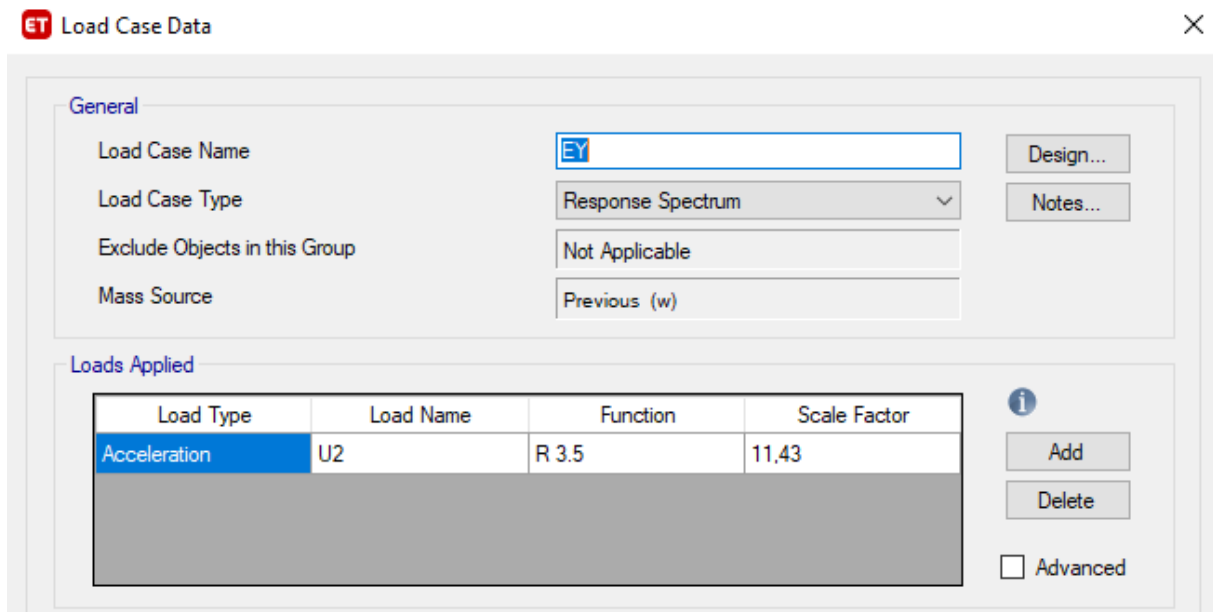 ET Load Case Data
General
Load Case Name EY Design...
Load Case Type Response Spectrum Notes...
Exclude Objects in this Group Not Applicable
Mass Source Previous (w)
Loads Applied
Load Type Load Name Function Scale Factor
Acceleration U2 R 3.5 11,43 Add
Delete
Advanced